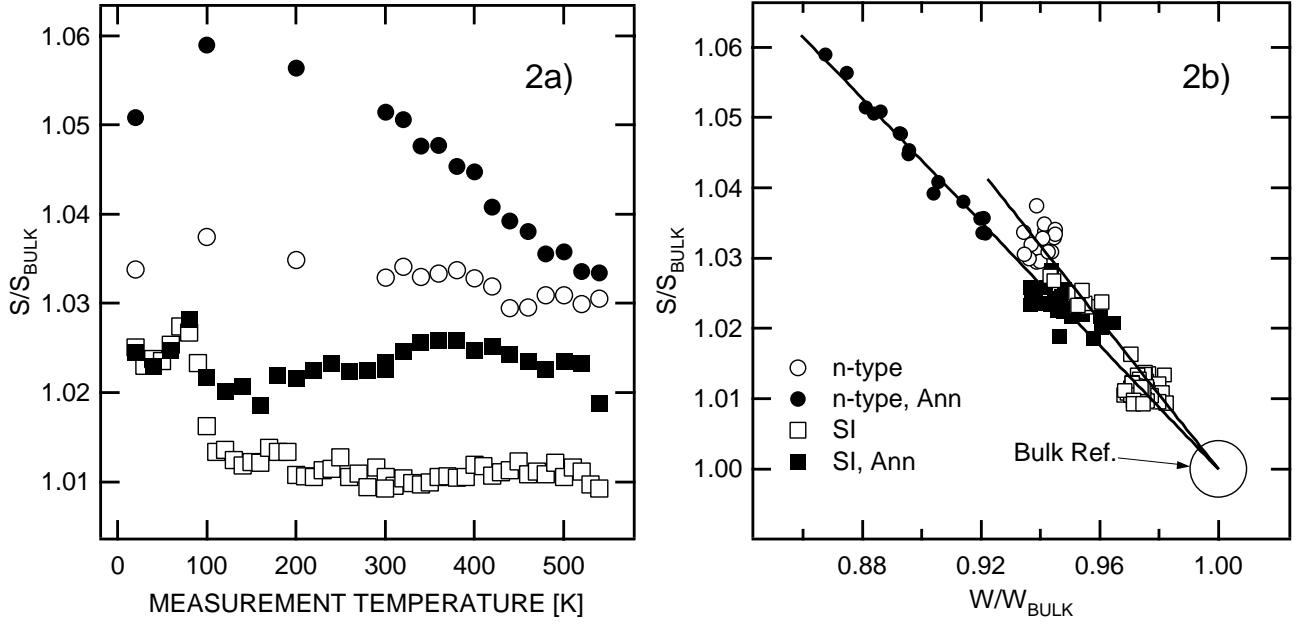 2a)
1.06
1.05
1.04
1.03
1.02
1.01
S/S_BULK
0
100
200
300
400
500
MEASUREMENT TEMPERATURE [K]
2b)
1.06
1.05
1.04
1.03
1.02
1.01
1.00
S/S_BULK
n-type
n-type, Ann
SI
SI, Ann
Bulk Ref.
0.88
0.92
0.96
1.00
W/W_BULK